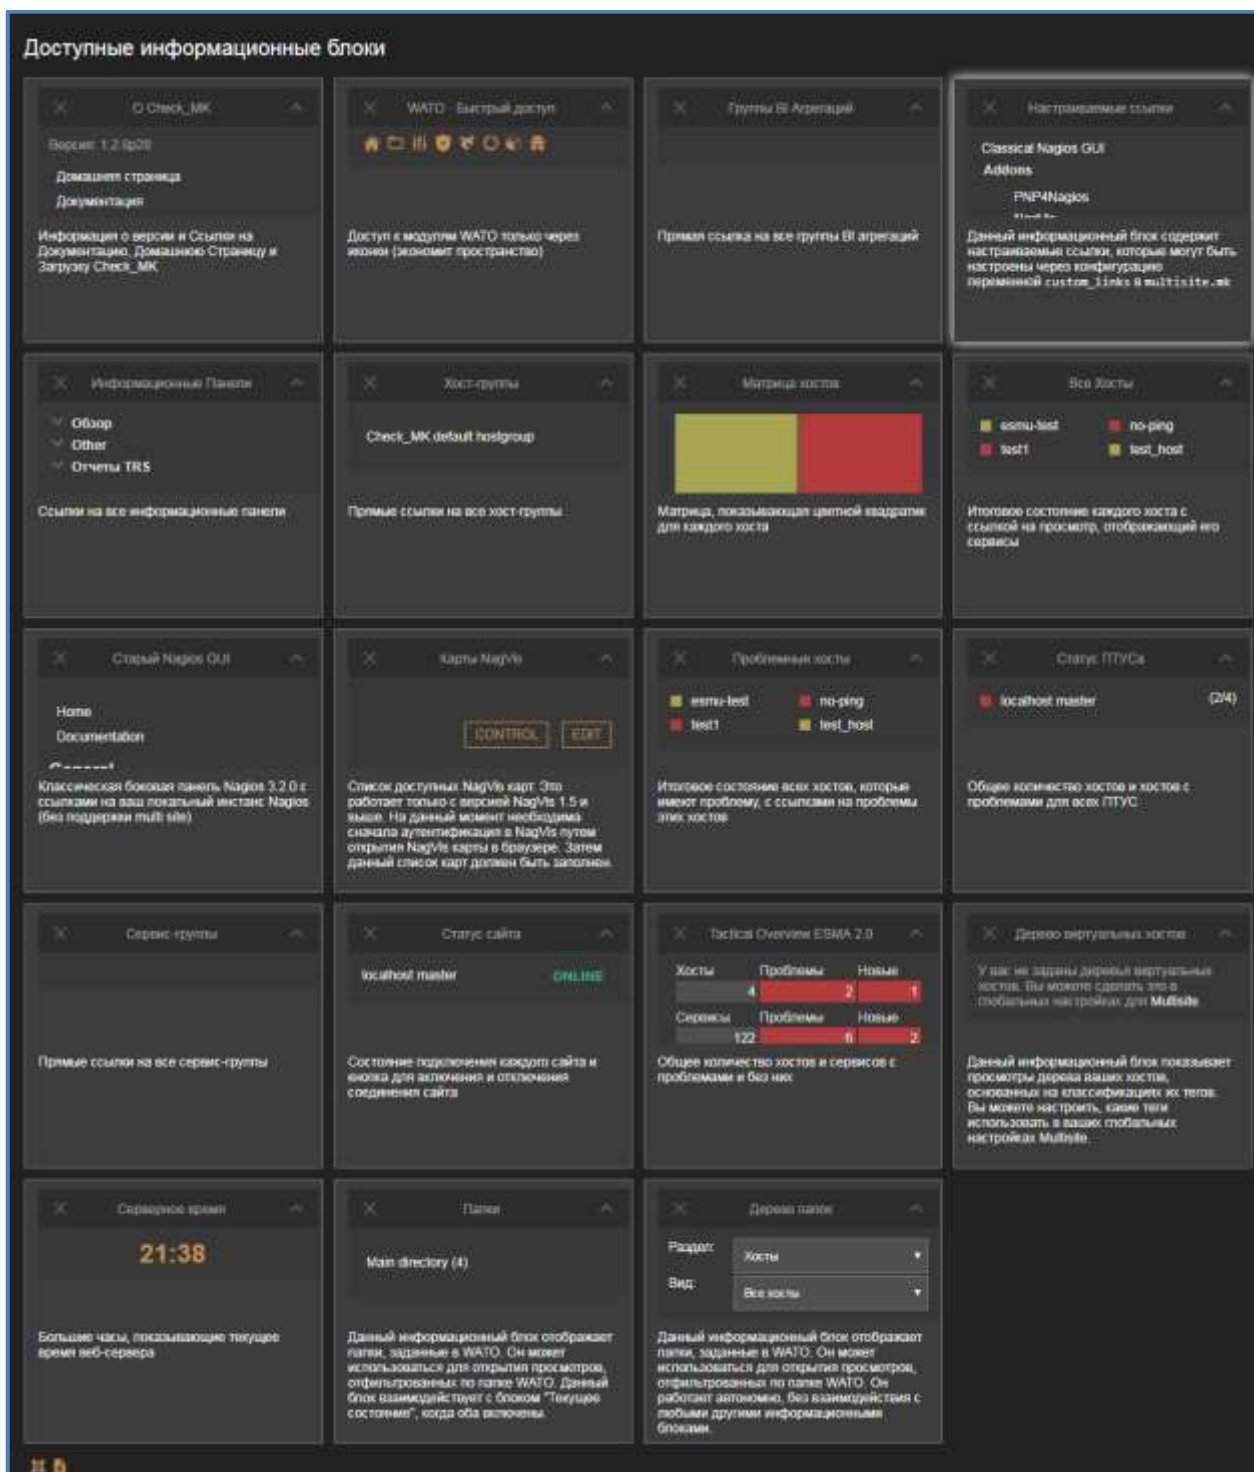 Доступные информационные блоки
О Check_MK
Версия: 1.2.8p20
Домашняя страница
Документация
Информация о версии и Ссылки на
Документацию, Домашнюю Страницу и
Загрузку Check_MK
WATO - Быстрый доступ
Доступ к модулям WATO только через
иконки (экономит пространство)
Группы BI Агрегаций
Прямая ссылка на все группы BI агрегаций
Настраиваемые ссылки
Classical Nagios GUI
Addons
PNP4Nagios
Данный информационный блок содержит
настраиваемые ссылки, которые могут быть
настроены через конфигурацию
переменной custom_links в multisite.mk
Информационные Панели
Обзор
Other
Отчеты TRS
Ссылки на все информационные панели
Хост-группы
Check_MK default hostgroup
Прямые ссылки на все хост-группы
Матрица хостов
Матрица, показывающая цветной квадратик
для каждого хоста
Все Хосты
esmu-test no-ping
test1 test_host
Итоговое состояние каждого хоста с
ссылкой на просмотр, отображающий его
сервисы
Старый Nagios GUI
Home
Documentation
General
Классическая боковая панель Nagios 3.2.0 с
ссылками на ваш локальный инстанс Nagios
(без поддержки multi site)
Карты NagVis
CONTROL EDIT
Список доступных NagVis карт. Это
работает только с версией NagVis 1.5 и
выше. На данный момент необходима
сначала аутентификация в NagVis путем
открытия NagVis карты в браузере. Затем
данный список карт должен быть заполнен.
Проблемные хосты
esmu-test no-ping
test1 test_host
Итоговое состояние всех хостов, которые
имеют проблему, с ссылками на проблемы
этих хостов
Статус ПТУСа
localhost master (2/4)
Общее количество хостов и хостов с
проблемами для всех ПТУС
Сервис-группы
Прямые ссылки на все сервис-группы
Статус сайта
localhost master ONLINE
Состояние подключения каждого сайта и
кнопка для включения и отключения
соединения сайта
Tactical Overview ESMA 2.0
Хосты Проблемы Новые
4 2 1
Сервисы Проблемы Новые
122 6 2
Общее количество хостов и сервисов с
проблемами и без них
Дерево виртуальных хостов
У вас не заданы деревья виртуальных
хостов. Вы можете сделать это в
глобальных настройках для Multisite
Данный информационный блок показывает
просмотры дерева ваших хостов,
основанных на классификациях их тегов.
Вы можете настроить, какие теги
использовать в ваших глобальных
настройках Multisite.
Серверное время
21:38
Большие часы, показывающие текущее
время веб-сервера
Папки
Main directory (4)
Данный информационный блок отображает
папки, заданные в WATO. Он может
использоваться для открытия просмотров,
отфильтрованных по папке WATO. Данный
блок взаимодействует с блоком "Текущее
состояние", когда оба включены.
Дерево папок
Раздел: Хосты
Вид: Все хосты
Данный информационный блок отображает
папки, заданные в WATO. Он может
использоваться для открытия просмотров,
отфильтрованных по папке WATO. Он
работает автономно, без взаимодействия с
любыми другими информационными
блоками.